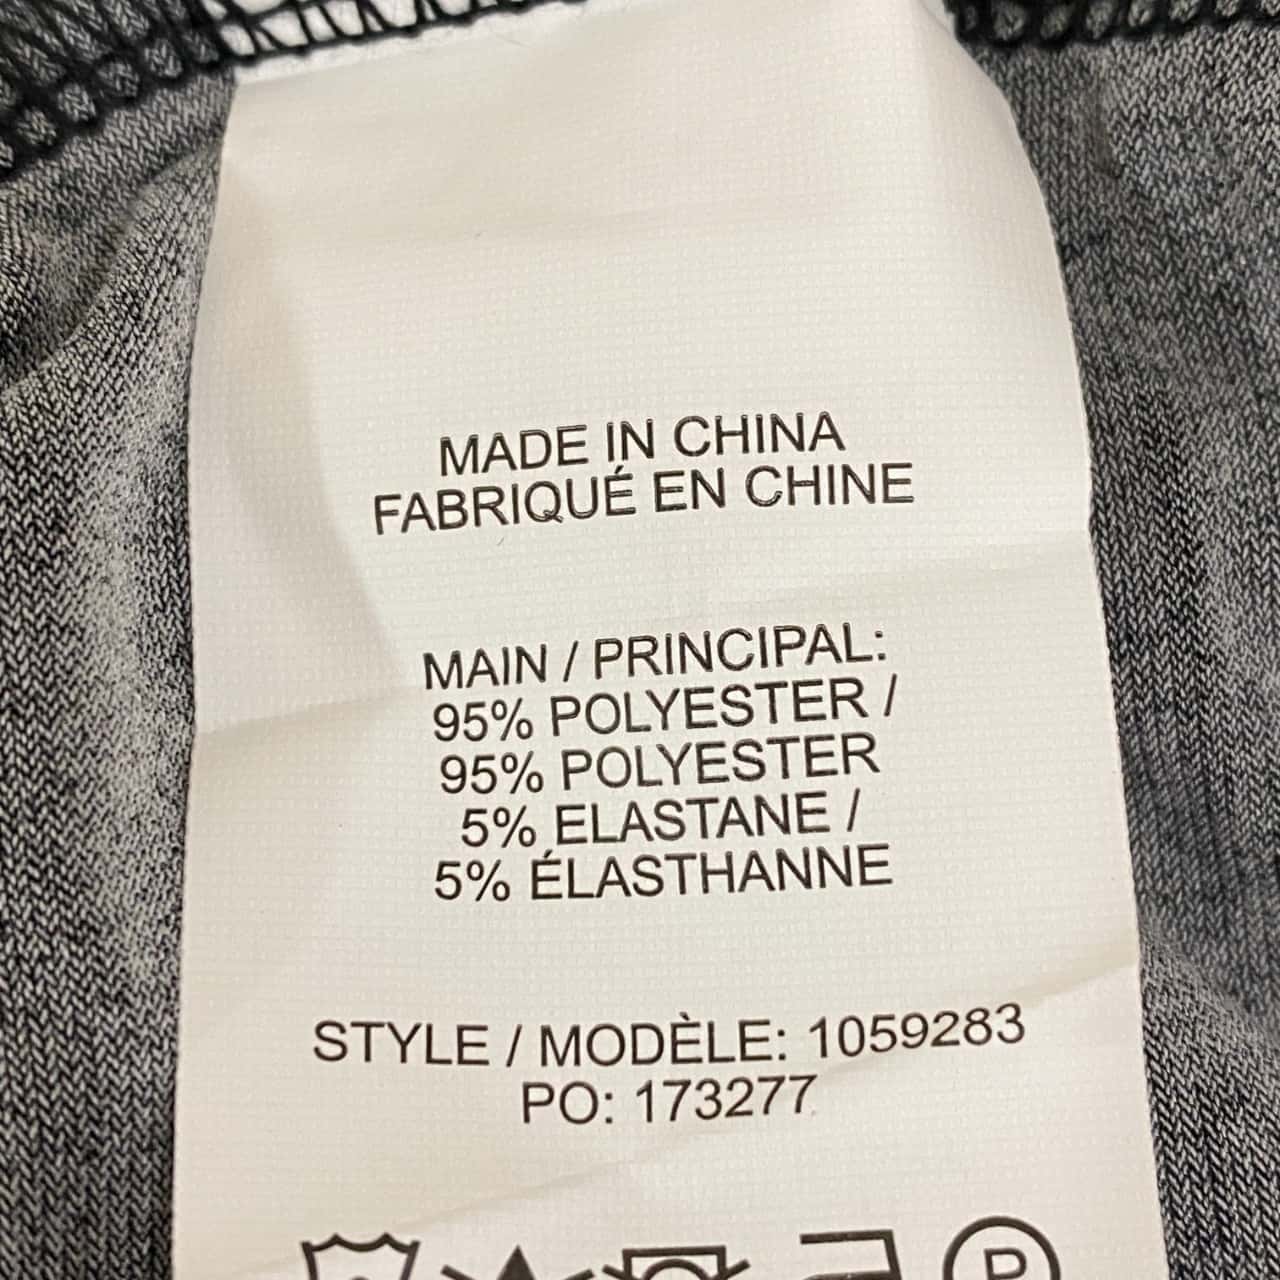 MADE IN CHINA
FABRIQUÉ EN CHINE
MAIN / PRINCIPAL:
95% POLYESTER /
95% POLYESTER
5% ELASTANE /
5% ÉLASTHANNE
STYLE / MODÈLE: 1059283
PO: 173277
P